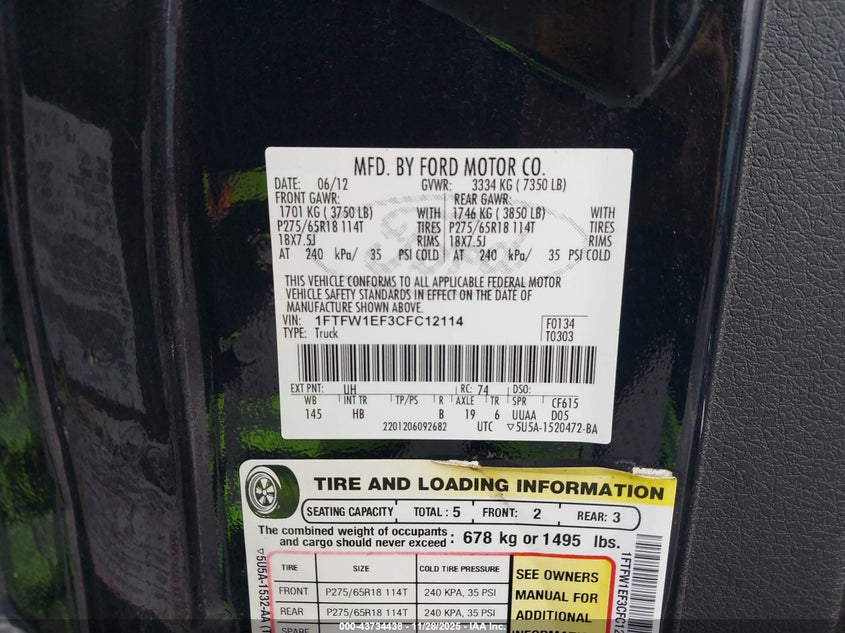 MFD. BY FORD MOTOR CO.
DATE: 06/12 GVWR: 3334 KG ( 7350 LB)
FRONT GAWR: REAR GAWR:
1701 KG ( 3750 LB) WITH 1746 KG ( 3850 LB) WITH
P275/65R18 114T TIRES P275/65R18 114T TIRES
18X7.5J RIMS 18X7.5J RIMS
AT 240 kPa/ 35 PSI COLD AT 240 kPa/ 35 PSI COLD
Ford
THIS VEHICLE CONFORMS TO ALL APPLICABLE FEDERAL MOTOR
VEHICLE SAFETY STANDARDS IN EFFECT ON THE DATE OF
MANUFACTURE SHOWN ABOVE.
VIN: 1FTFW1EF3CFC12114 F0134
TYPE: Truck T0303
EXT PNT: UH RC: 74 DSO:
WB INT TR TP/PS R AXLE TR SPR CF615
145 HB B 19 6 UUAA D05
2201206092682 UTC ▽5U5A-1520472-BA
TIRE AND LOADING INFORMATION
SEATING CAPACITY TOTAL : 5 FRONT: 2 REAR: 3
The combined weight of occupants
and cargo should never exceed : 678 kg or 1495 lbs.
TIRE SIZE COLD TIRE PRESSURE
FRONT P275/65R18 114T 240 KPA, 35 PSI
REAR P275/65R18 114T 240 KPA, 35 PSI
SPARE
SEE OWNERS
MANUAL FOR
ADDITIONAL
INFORMATION
▽5U5A-1532-AA
1FTFW1EF3CFC12
000-43734438 - 11/28/2025 - IAA Inc.